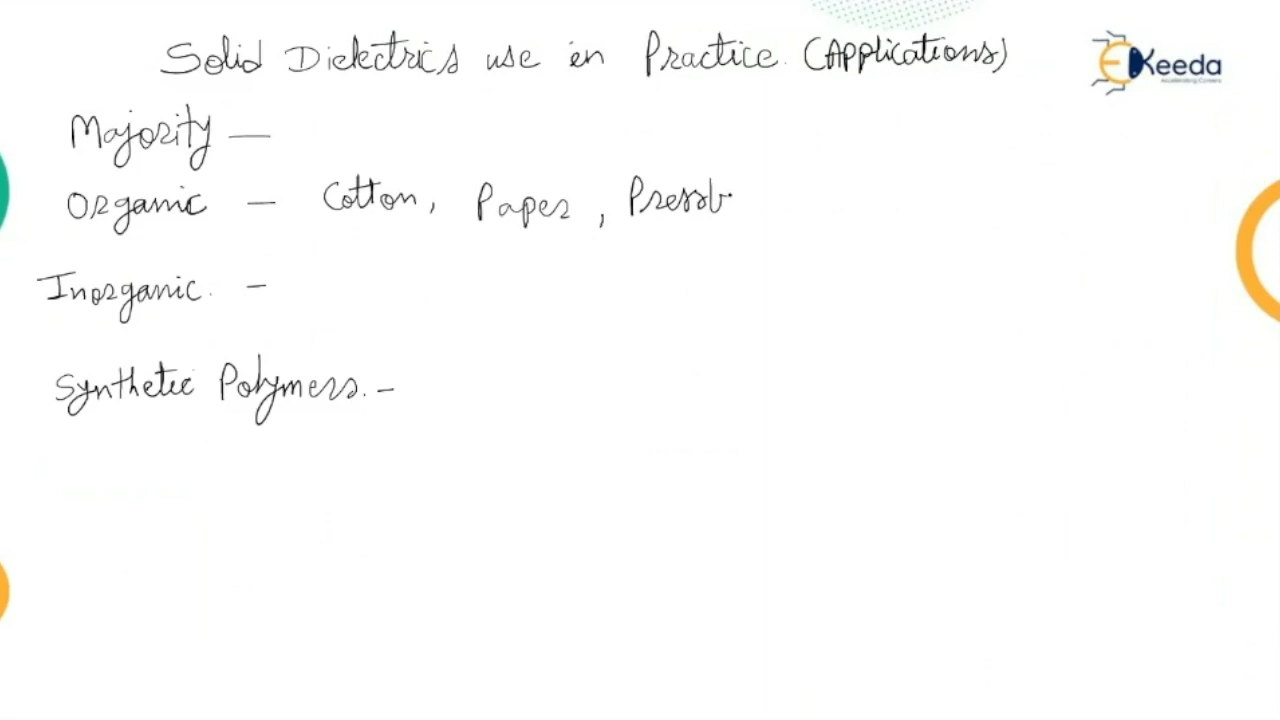 Solid Dielectrics use in Practice. (Applications)
EKeeda
Majority —
Organic — Cotton, Paper, Pressb
Inorganic. —
Synthetic Polymers. —